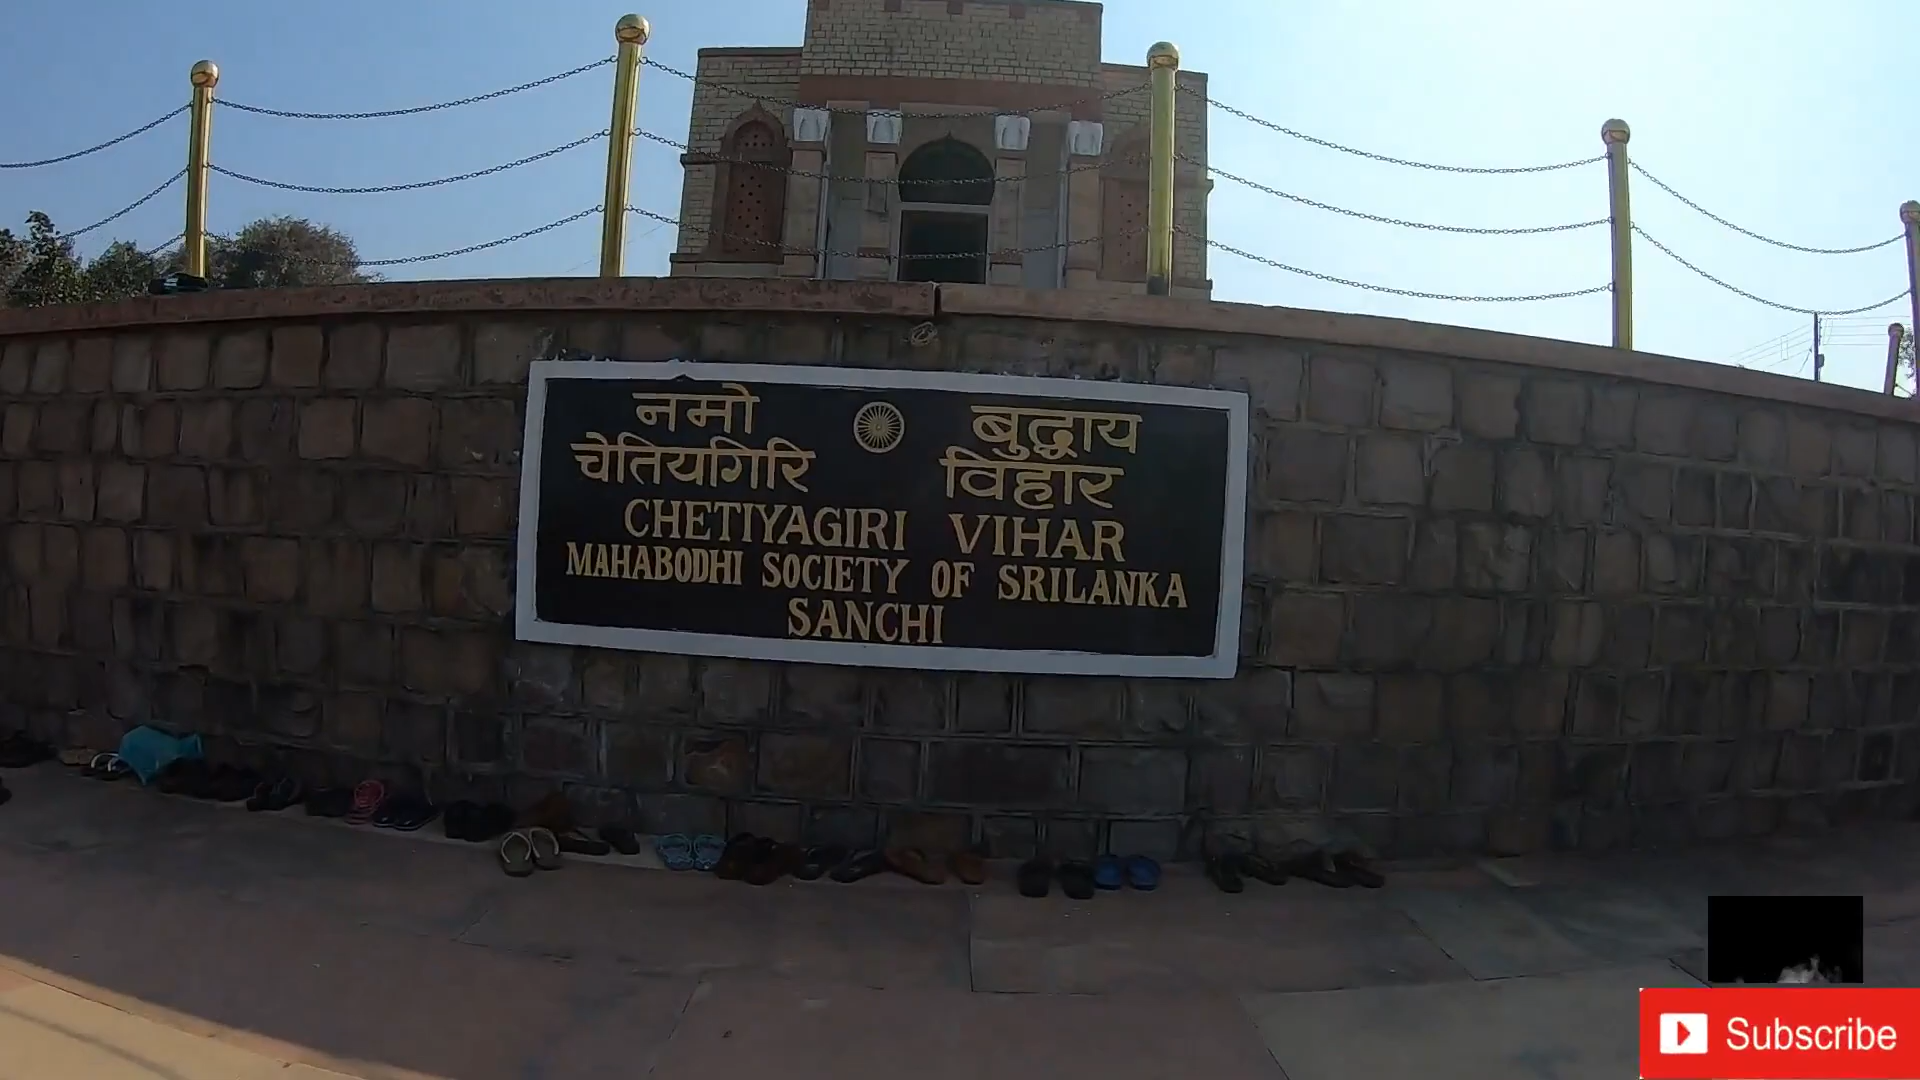 नमो बुद्धाय
चेतियगिरि विहार
CHETIYAGIRI VIHAR
MAHABODHI SOCIETY OF SRILANKA
SANCHI
Subscribe